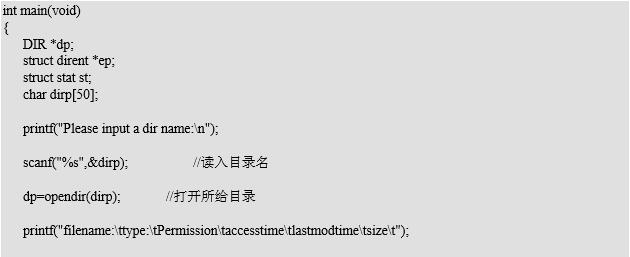 int main(void)
{
DIR *dp;
struct dirent *ep;
struct stat st;
char dirp[50];
printf("Please input a dir name:\n");
scanf("%s",&dirp); //读入目录名
dp=opendir(dirp); //打开所给目录
printf("filename:\ttype:\tPermission\taccesstime\tlastmodtime\tsize\t");